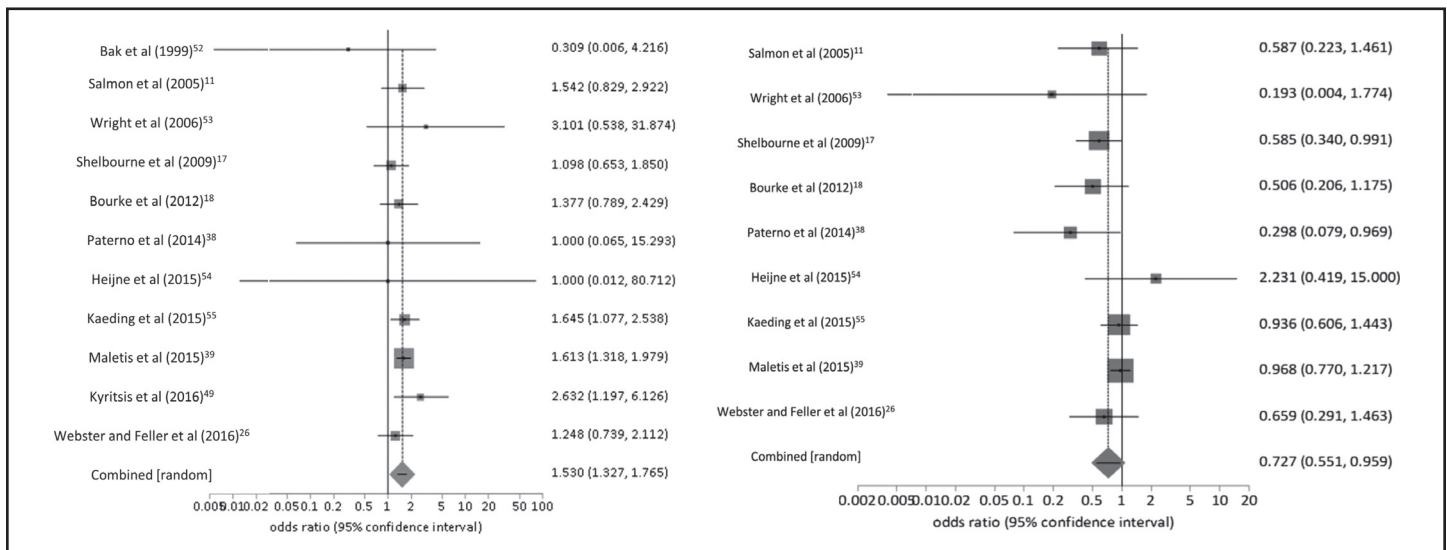 Bak et al (1999)52 0.309 (0.006, 4.216)
Salmon et al (2005)11 1.542 (0.829, 2.922)
Wright et al (2006)53 3.101 (0.538, 31.874)
Shelbourne et al (2009)17 1.098 (0.653, 1.850)
Bourke et al (2012)18 1.377 (0.789, 2.429)
Paterno et al (2014)38 1.000 (0.065, 15.293)
Heijne et al (2015)54 1.000 (0.012, 80.712)
Kaeding et al (2015)55 1.645 (1.077, 2.538)
Maletis et al (2015)39 1.613 (1.318, 1.979)
Kyritsis et al (2016)49 2.632 (1.197, 6.126)
Webster and Feller et al (2016)26 1.248 (0.739, 2.112)
Combined [random] 1.530 (1.327, 1.765)
0.005 0.01 0.02 0.05 0.1 0.2 0.5 1 2 5 10 20 50 100
odds ratio (95% confidence interval)
Salmon et al (2005)11 0.587 (0.223, 1.461)
Wright et al (2006)53 0.193 (0.004, 1.774)
Shelbourne et al (2009)17 0.585 (0.340, 0.991)
Bourke et al (2012)18 0.506 (0.206, 1.175)
Paterno et al (2014)38 0.298 (0.079, 0.969)
Heijne et al (2015)54 2.231 (0.419, 15.000)
Kaeding et al (2015)55 0.936 (0.606, 1.443)
Maletis et al (2015)39 0.968 (0.770, 1.217)
Webster and Feller et al (2016)26 0.659 (0.291, 1.463)
Combined [random] 0.727 (0.551, 0.959)
0.002 0.005 0.01 0.02 0.05 0.1 0.2 0.5 1 2 5 10 20
odds ratio (95% confidence interval)